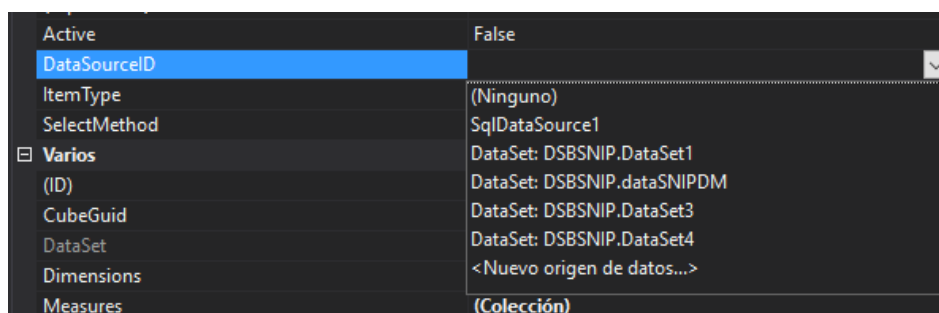 Active False
DataSourceID
ItemType (Ninguno)
SelectMethod SqlDataSource1
Varios DataSet: DSBSNIP.DataSet1
(ID) DataSet: DSBSNIP.dataSNIPDM
CubeGuid DataSet: DSBSNIP.DataSet3
DataSet DataSet: DSBSNIP.DataSet4
Dimensions <Nuevo origen de datos...>
Measures (Colección)